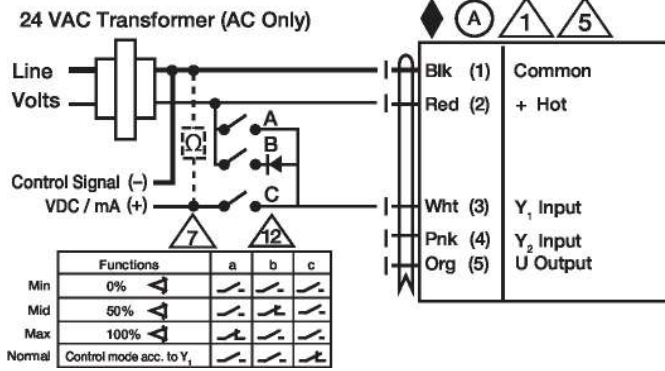 24 VAC Transformer (AC Only)
A 1 5
Line
Volts
Blk (1) Common
Red (2) + Hot
A
B
Ω
Control Signal (–)
VDC / mA (+)
C
Wht (3) Y1 Input
Pnk (4) Y2 Input
Org (5) U Output
7 12
Functions a b c
Min 0%
Mid 50%
Max 100%
Normal Control mode acc. to Y1